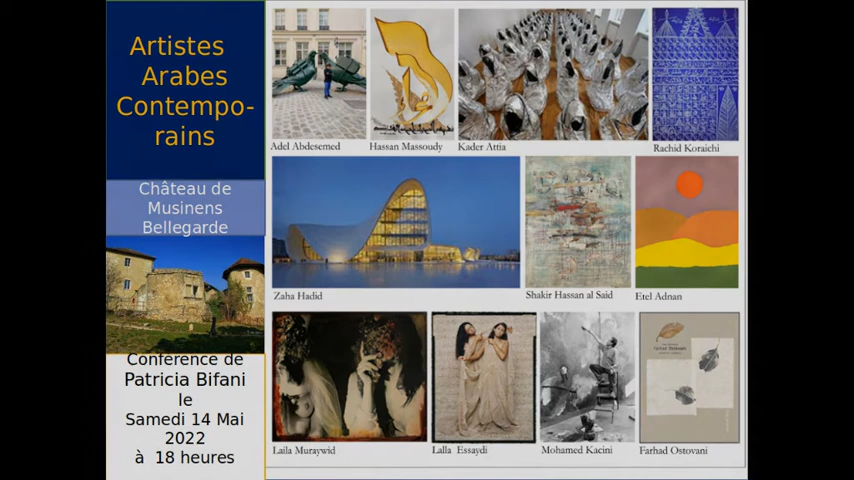 Artistes
Arabes
Contempo-
rains
Château de
Musinens
Bellegarde
Conférence de
Patricia Bifani
le
Samedi 14 Mai
2022
à 18 heures
Adel Abdesemed
Hassan Massoudy
Kader Attia
Rachid Koraichi
Zaha Hadid
Shakir Hassan al Said
Etel Adnan
Laila Muraywid
Lalla Essaydi
Mohamed Kacini
Farhad Ostovani